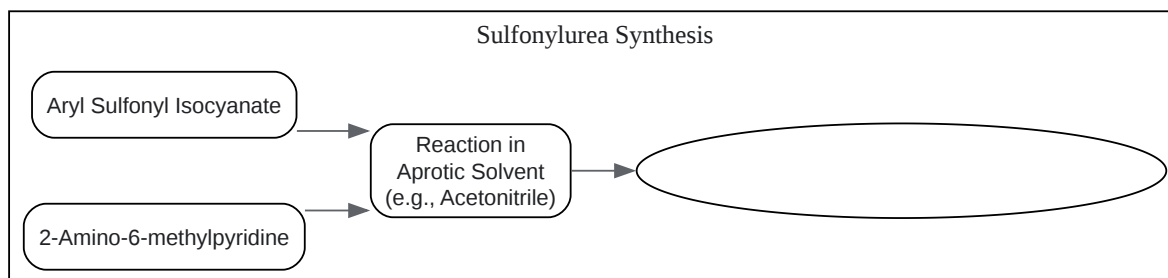 Sulfonylurea Synthesis
Aryl Sulfonyl Isocyanate
Reaction in
Aprotic Solvent
(e.g., Acetonitrile)
2-Amino-6-methylpyridine